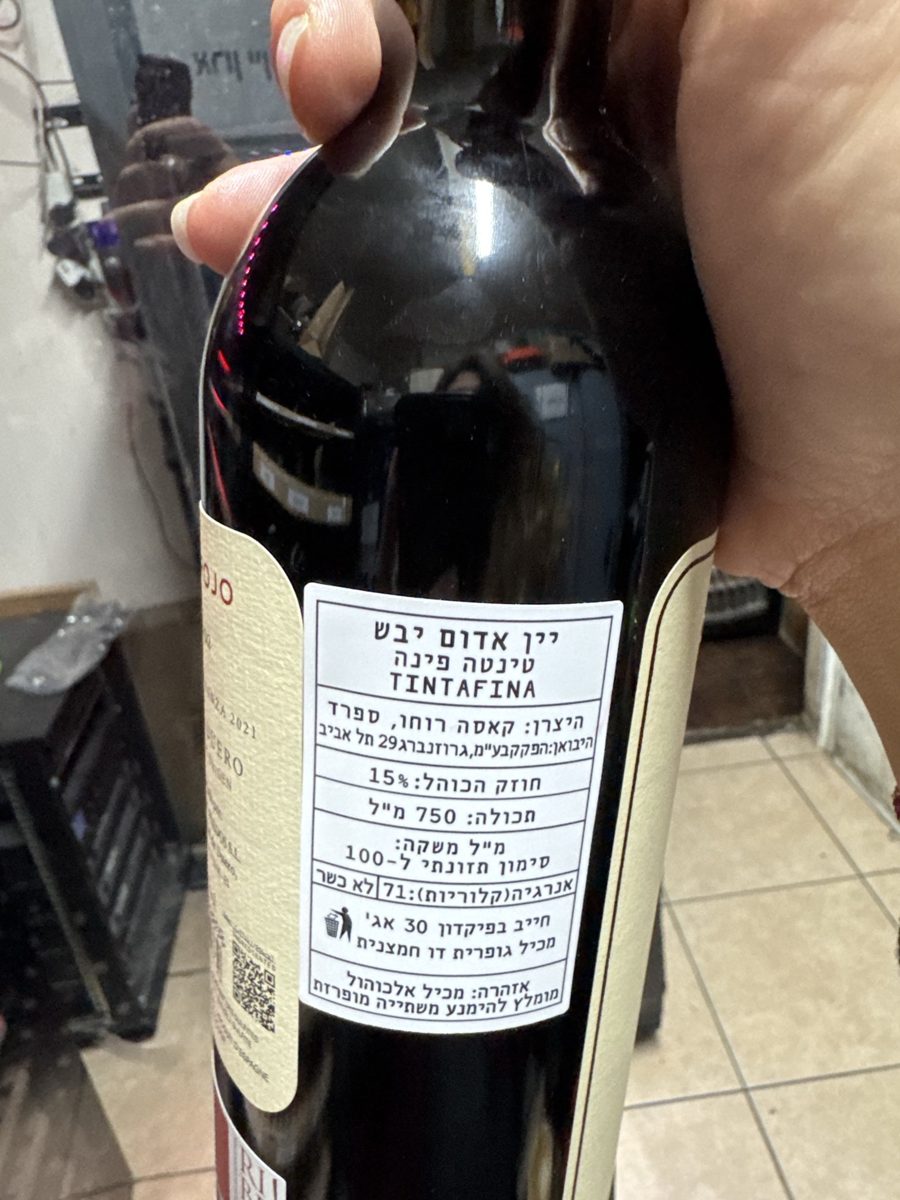 יין אדום יבש
טינטה פינה
TINTAFINA
היצרן: קאסה רוחו, ספרד
היבואן:הפקקבע"מ,גרוזנברג29 תל אביב
חוזק הכוהל: 15%
תכולה: 750 מ"ל
מ"ל משקה:
סימון תזונתי ל-100
אנרגיה(קלוריות):71 לא כשר
חייב בפיקדון 30 אג'
מכיל גופרית דו חמצנית
אזהרה: מכיל אלכוהול
מומלץ להימנע משתייה מופרזת
OJO
2021